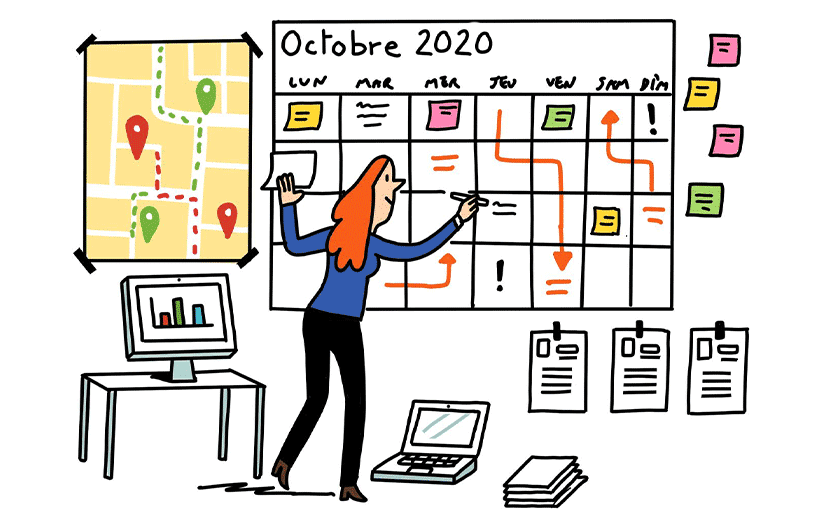 Octobre 2020
LUN MAR MER JEU VEN SAM DIM
!
!